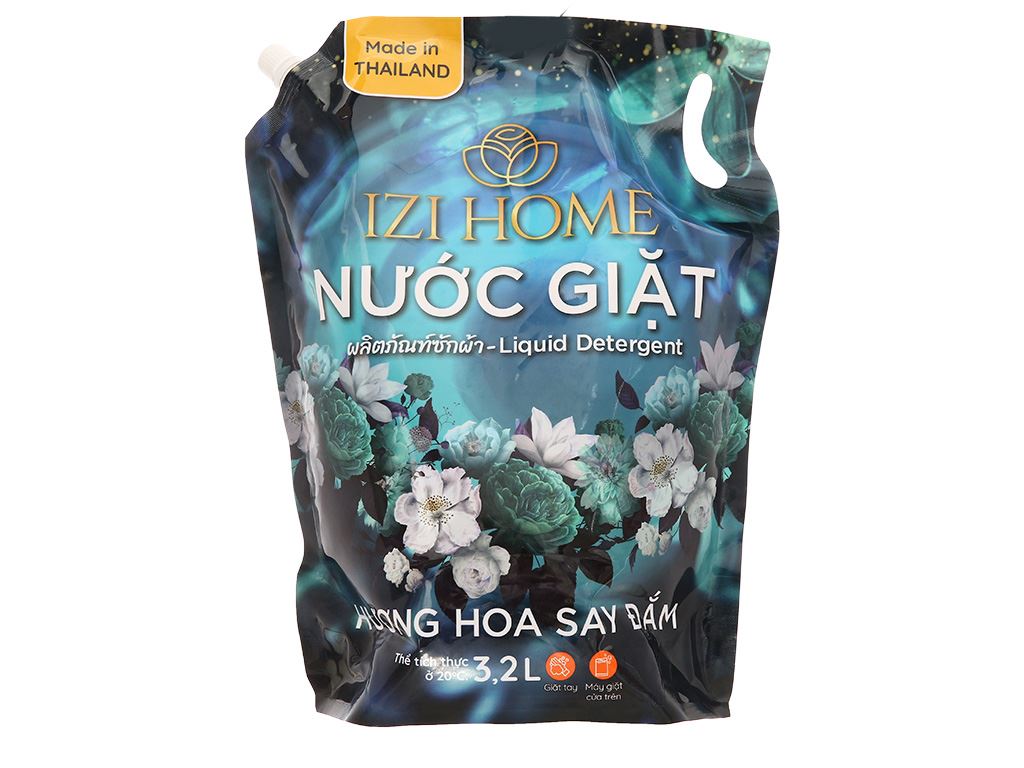 Made in
THAILAND
IZI HOME
NƯỚC GIẶT
ผลิตภัณฑ์ซักผ้า - Liquid Detergent
HƯƠNG HOA SAY ĐẮM
Thể tích thực
ở 20°C: 3,2 L
Giặt tay
Máy giặt
cửa trên